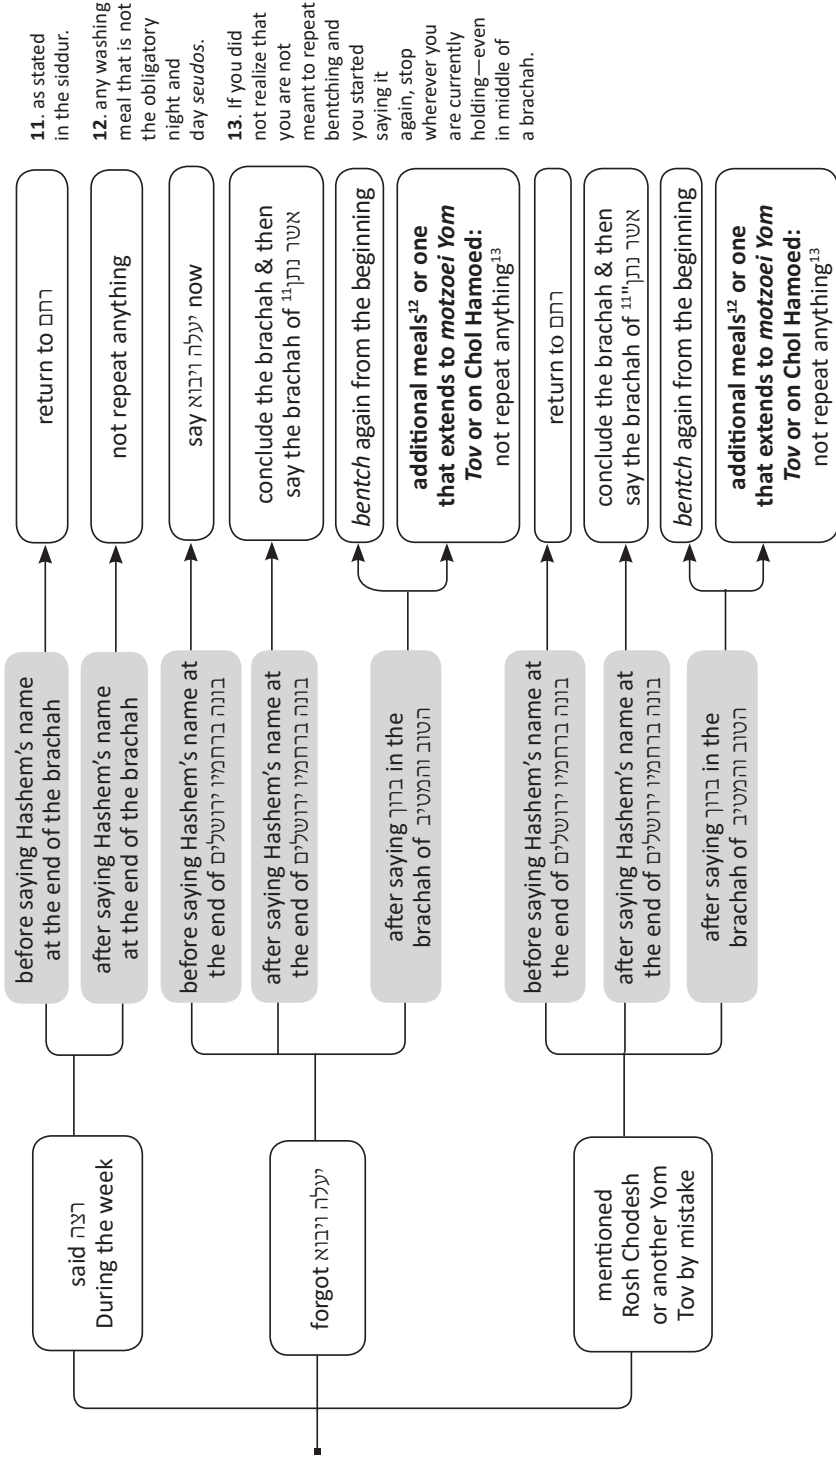 said רצה
During the week
before saying Hashem's name
at the end of the brachah
return to רחם
after saying Hashem's name
at the end of the brachah
not repeat anything
forgot יעלה ויבוא
before saying Hashem's name at
the end of בונה ברחמיו ירושלים
say יעלה ויבוא now
after saying Hashem's name at
the end of בונה ברחמיו ירושלים
conclude the brachah & then
say the brachah of אשר נתן11
after saying ברוך in the
brachah of הטוב והמטיב
bentch again from the beginning
additional meals12 or one
that extends to motzoei Yom
Tov or on Chol Hamoed:
not repeat anything13
mentioned
Rosh Chodesh
or another Yom
Tov by mistake
before saying Hashem's name at
the end of בונה ברחמיו ירושלים
return to רחם
after saying Hashem's name at
the end of בונה ברחמיו ירושלים
conclude the brachah & then
say the brachah of אשר נתן"11
after saying ברוך in the
brachah of הטוב והמטיב
bentch again from the beginning
additional meals12 or one
that extends to motzoei Yom
Tov or on Chol Hamoed:
not repeat anything13
11. as stated
in the siddur.
12. any washing
meal that is not
the obligatory
night and
day seudos.
13. If you did
not realize that
you are not
meant to repeat
bentching and
you started
saying it
again, stop
wherever you
are currently
holding—even
in middle of
a brachah.